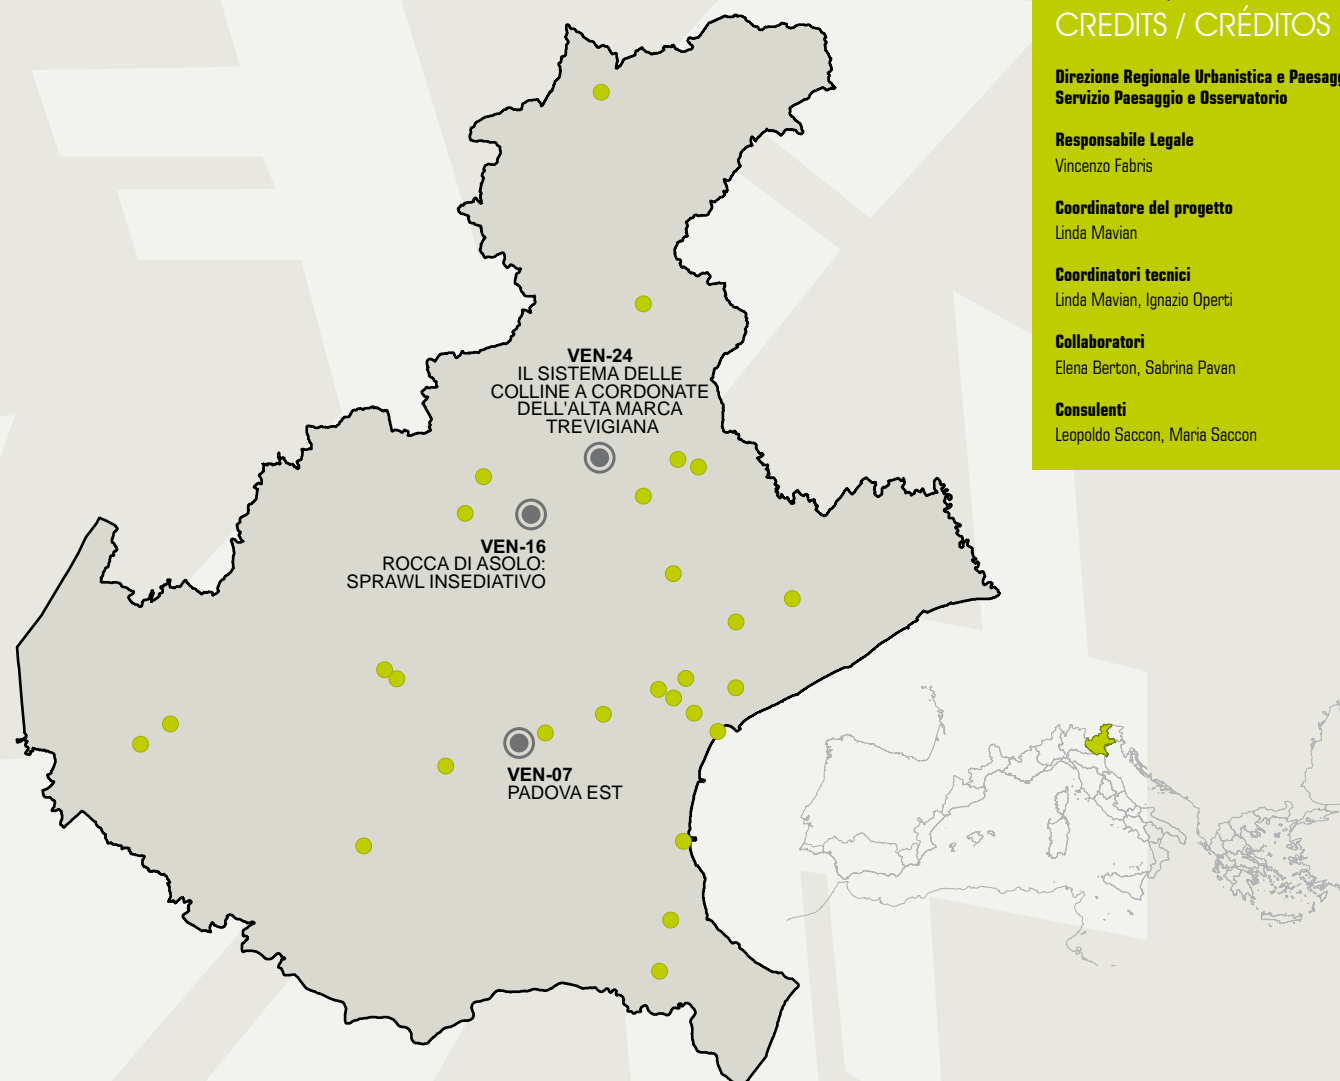 CREDITS / CRÉDITOS
Direzione Regionale Urbanistica e
Servizio Paesaggio e Osservatorio
Responsabile Legale
Vincenzo Fabris
Coordinatore del progetto
Linda Mavian
Coordinatori tecnici
Linda Mavian, Ignazio Operti
Collaboratori
Elena Berton, Sabrina Pavan
Consulenti
Leopoldo Saccon, Maria Saccon
VEN-24
IL SISTEMA DELLE
COLLINE A CORDONATE
DELL'ALTA MARCA
TREVIGIANA
VEN-16
ROCCA DI ASOLO:
SPRAWL INSEDIATIVO
VEN-07
PADOVA EST